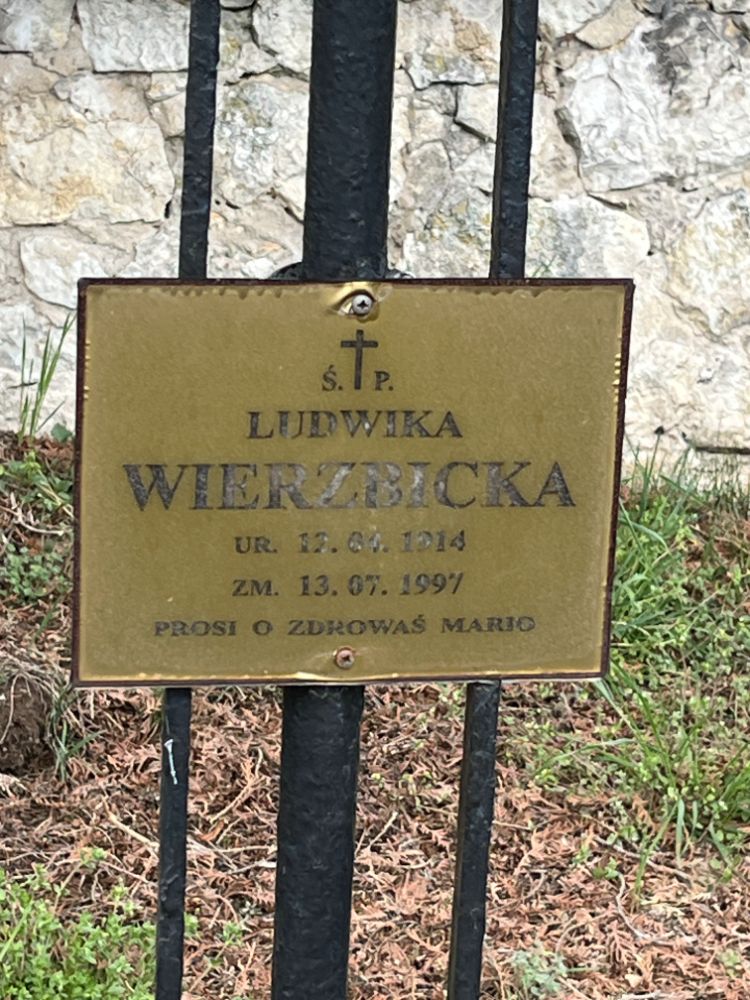 Ś. P.
LUDWIKA
WIERZBICKA
UR. 12. 04. 1914
ZM. 13. 07. 1997
PROSI O ZDROWAŚ MARIO